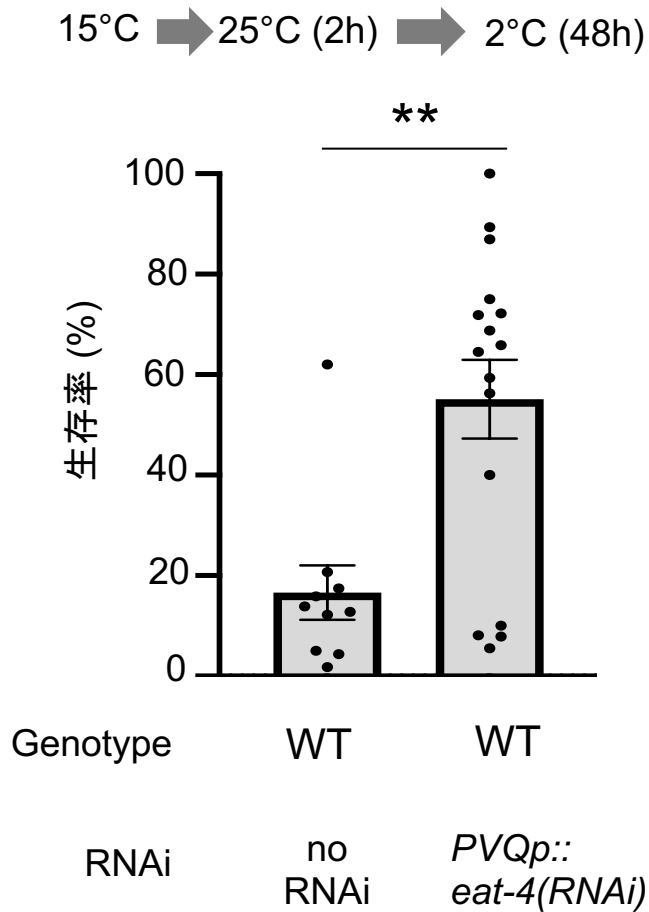 15°C 25°C (2h) 2°C (48h)
**
100
80
60
40
20
0
生存率 (%)
Genotype WT WT
RNAi no RNAi PVQp:: eat-4(RNAi)